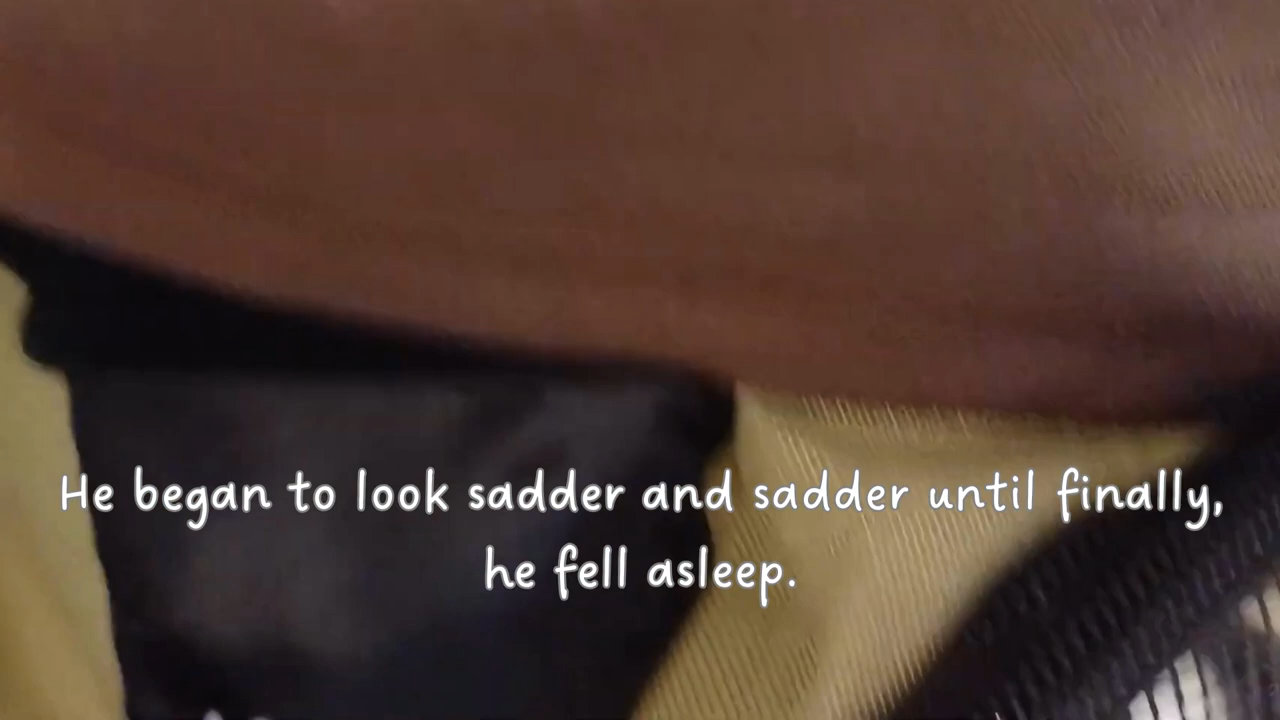 He began to look sadder and sadder until finally,
he fell asleep.